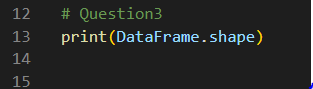 12 # Question3
13 print(DataFrame.shape)
14
15